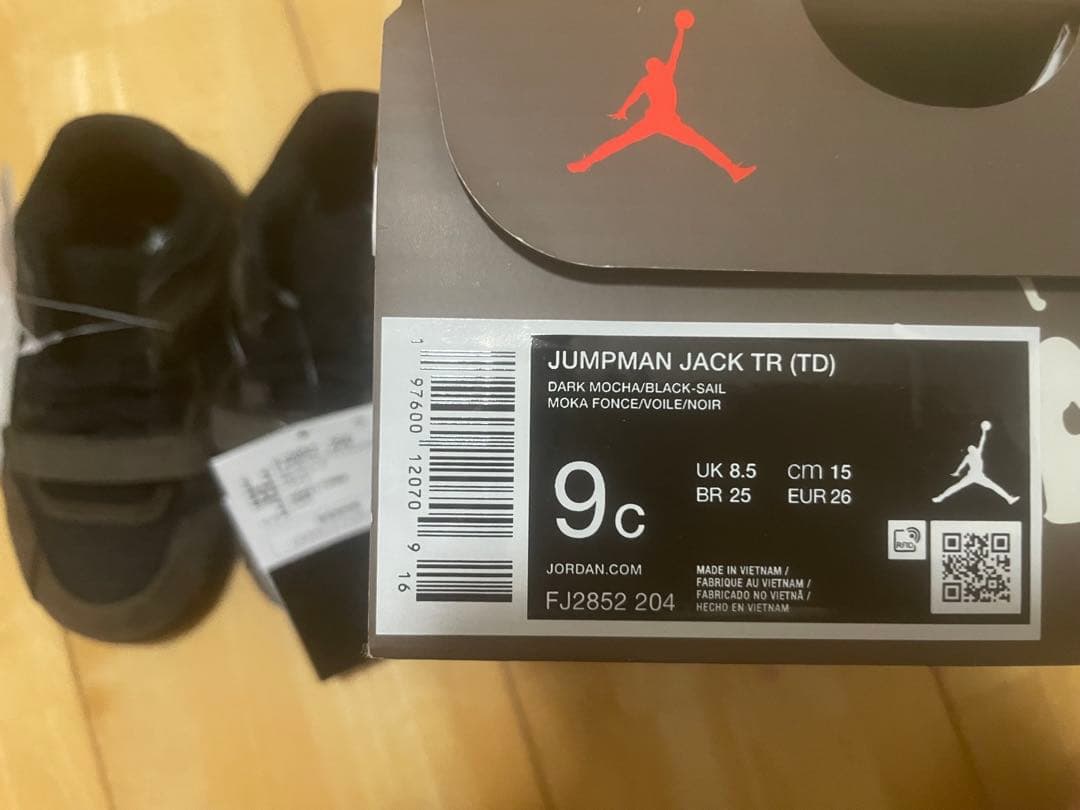 JUMPMAN JACK TR (TD)
DARK MOCHA/BLACK-SAIL
MOKA FONCE/VOILE/NOIR
9c
UK 8.5 cm 15
BR 25 EUR 26
RFID
JORDAN.COM
FJ2852 204
MADE IN VIETNAM /
FABRIQUE AU VIETNAM /
FABRICADO NO VIETNÃ /
HECHO EN VIETNAM
1 97600 12070 9 16